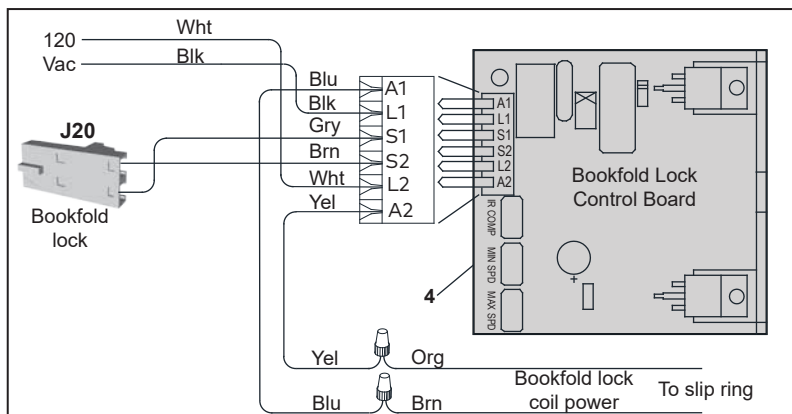 120
Vac
Wht
Blk
J20
Bookfold
lock
Blu
Blk
Gry
Brn
Wht
Yel
A1
L1
S1
S2
L2
A2
A1
L1
S1
S2
L2
A2
Bookfold Lock
Control Board
IR COMP
MIN SPD
MAX SPD
+
4
Yel
Org
Blu
Brn
Bookfold lock
coil power
To slip ring